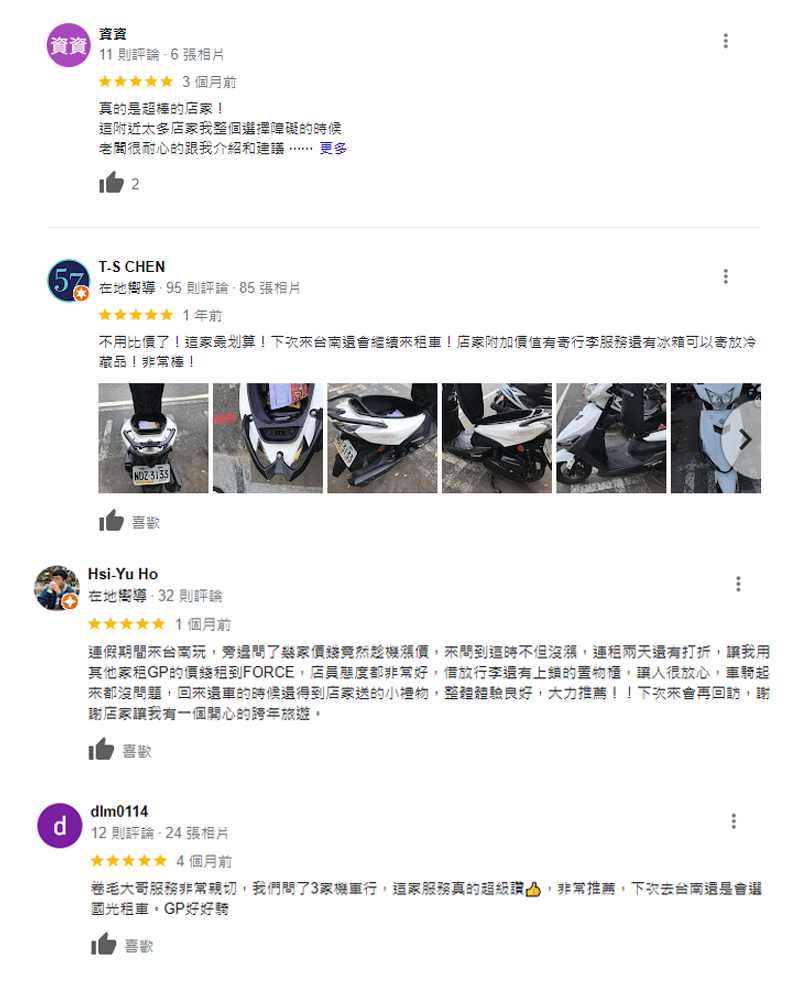 資資
資資
11 則評論 · 6 張相片
3 個月前
真的是超棒的店家！
這附近太多店家我整個選擇障礙的時候
老闆很耐心的跟我介紹和建議 …… 更多
2
57
T-S CHEN
在地嚮導 · 95 則評論 · 85 張相片
1 年前
不用比價了！這家最划算！下次來台南還會繼續來租車！店家附加價值有寄行李服務還有冰箱可以寄放冷
藏品！非常棒！
NDZ-3133
喜歡
Hsi-Yu Ho
在地嚮導 · 32 則評論
1 個月前
連假期間來台南玩，旁邊問了幾家價錢竟然趁機漲價，來問到這時不但沒漲，連租兩天還有打折，讓我用
其他家租GP的價錢租到FORCE，店員態度都非常好，借放行李還有上鎖的置物櫃，讓人很放心，車騎起
來都沒問題，回來還車的時候還得到店家送的小禮物，整體體驗良好，大力推薦！！下次來會再回訪，謝
謝店家讓我有一個開心的跨年旅遊。
喜歡
d
dlm0114
12 則評論 · 24 張相片
4 個月前
卷毛大哥服務非常親切，我們問了3家機車行，這家服務真的超級讚👍，非常推薦，下次去台南還是會選
國光租車。GP好好騎
喜歡